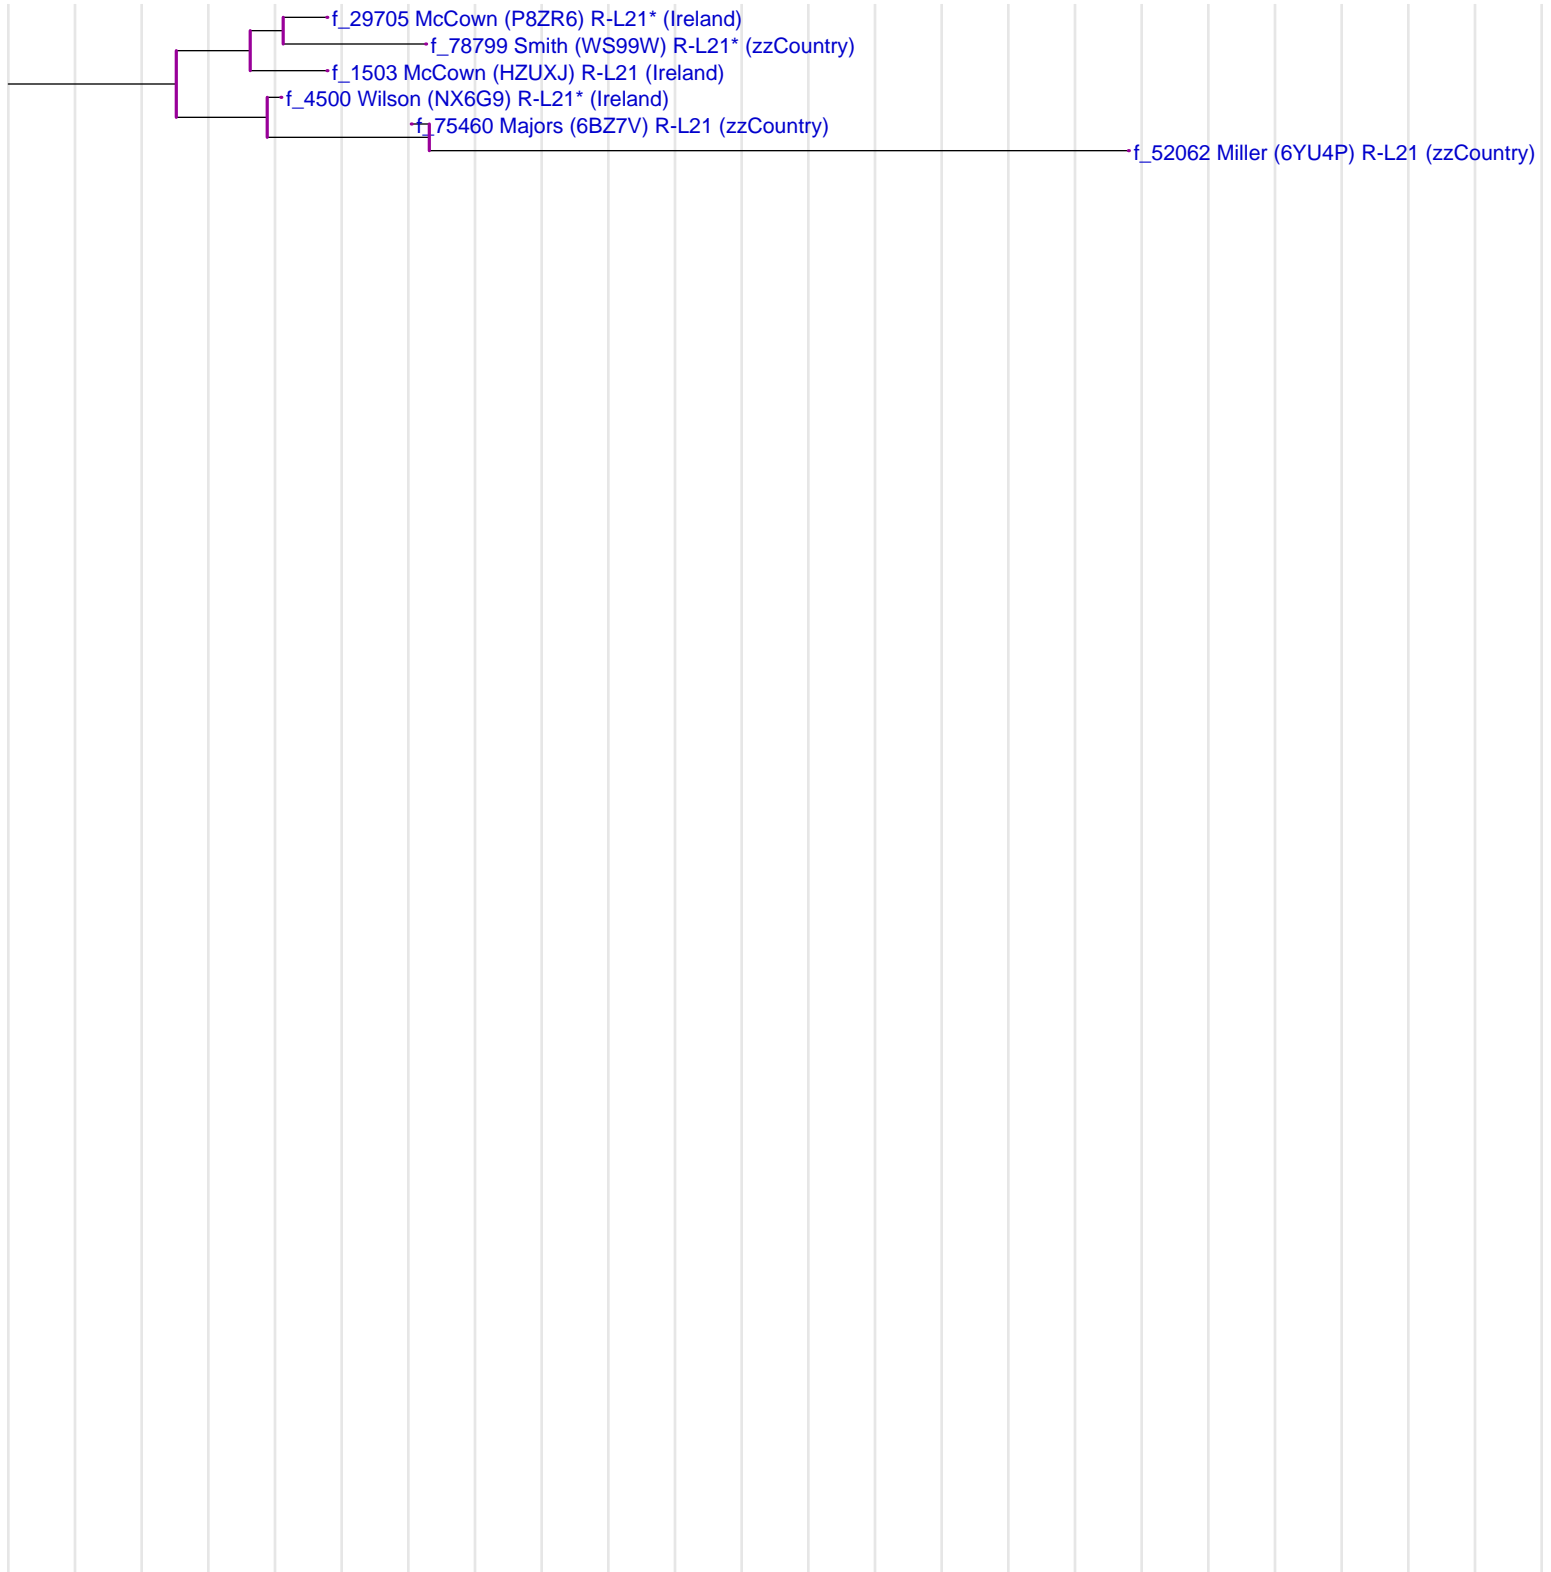 f_29705 McCown (P8ZR6) R-L21* (Ireland)
f_78799 Smith (WS99W) R-L21* (zzCountry)
f_1503 McCown (HZUXJ) R-L21 (Ireland)
f_4500 Wilson (NX6G9) R-L21* (Ireland)
f_75460 Majors (6BZ7V) R-L21 (zzCountry)
f_52062 Miller (6YU4P) R-L21 (zzCountry)